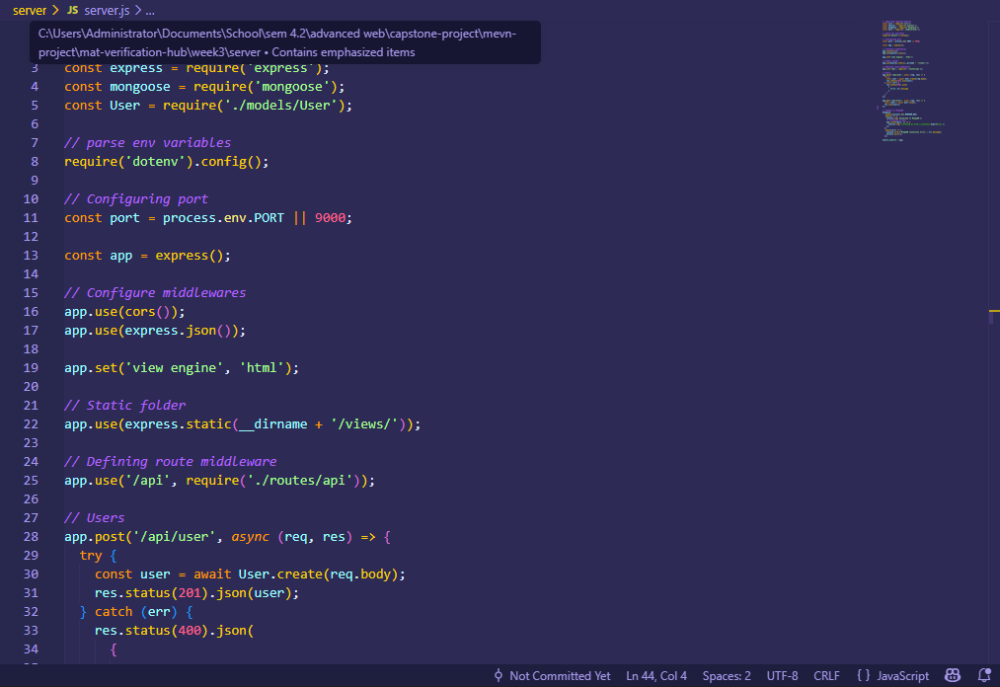 server > JS server.js > ...
C:\Users\Administrator\Documents\School\sem 4.2\advanced web\capstone-project\mevn-
project\mat-verification-hub\week3\server • Contains emphasized items
3 const express = require('express');
4 const mongoose = require('mongoose');
5 const User = require('./models/User');
6
7 // parse env variables
8 require('dotenv').config();
9
10 // Configuring port
11 const port = process.env.PORT || 9000;
12
13 const app = express();
14
15 // Configure middlewares
16 app.use(cors());
17 app.use(express.json());
18
19 app.set('view engine', 'html');
20
21 // Static folder
22 app.use(express.static(__dirname + '/views/'));
23
24 // Defining route middleware
25 app.use('/api', require('./routes/api'));
26
27 // Users
28 app.post('/api/user', async (req, res) => {
29 try {
30 const user = await User.create(req.body);
31 res.status(201).json(user);
32 } catch (err) {
33 res.status(400).json(
34 {
Not Committed Yet Ln 44, Col 4 Spaces: 2 UTF-8 CRLF { } JavaScript